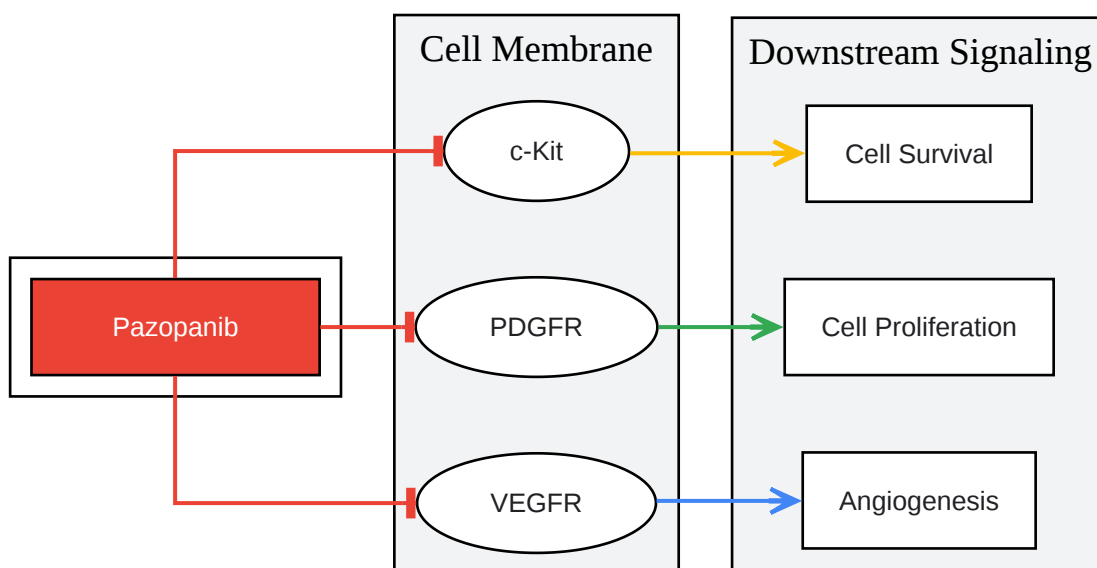 Cell Membrane
Downstream Signaling
c-Kit
Cell Survival
Pazopanib
PDGFR
Cell Proliferation
VEGFR
Angiogenesis